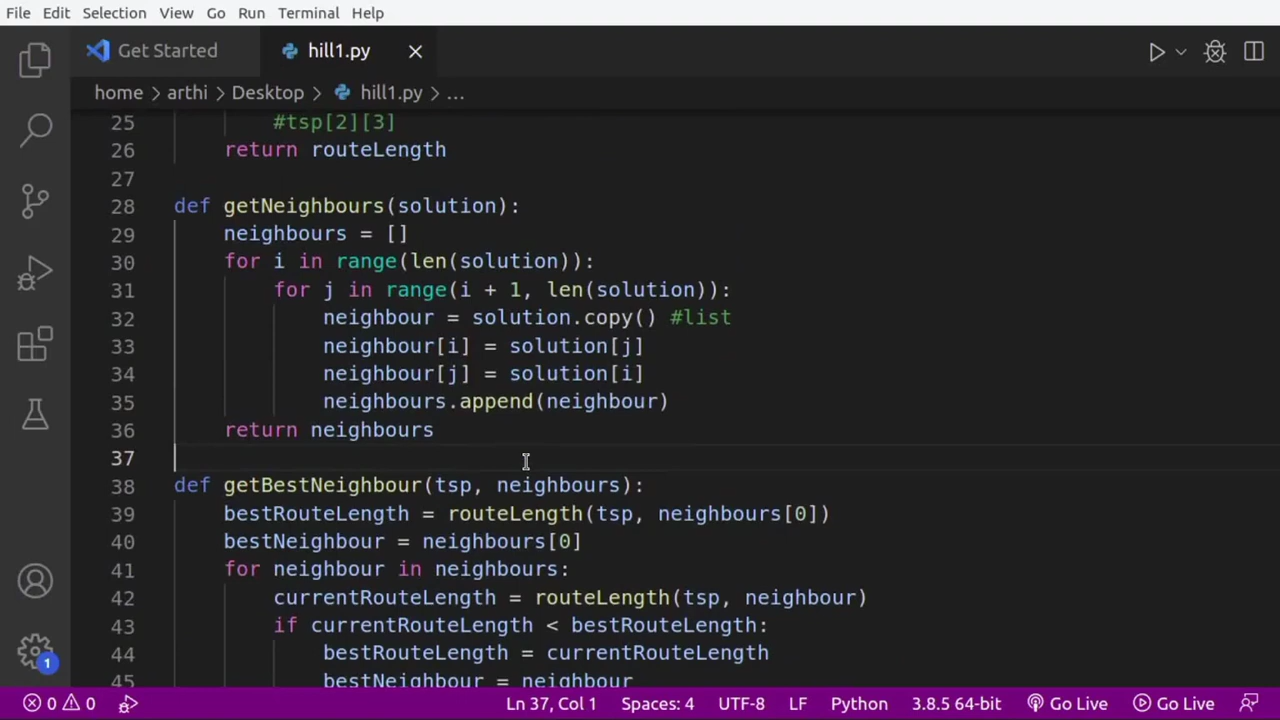 File Edit Selection View Go Run Terminal Help
Get Started hill1.py
home > arthi > Desktop > hill1.py > ...
25 #tsp[2][3]
26 return routeLength
27
28 def getNeighbours(solution):
29 neighbours = []
30 for i in range(len(solution)):
31 for j in range(i + 1, len(solution)):
32 neighbour = solution.copy() #list
33 neighbour[i] = solution[j]
34 neighbour[j] = solution[i]
35 neighbours.append(neighbour)
36 return neighbours
37
38 def getBestNeighbour(tsp, neighbours):
39 bestRouteLength = routeLength(tsp, neighbours[0])
40 bestNeighbour = neighbours[0]
41 for neighbour in neighbours:
42 currentRouteLength = routeLength(tsp, neighbour)
43 if currentRouteLength < bestRouteLength:
44 bestRouteLength = currentRouteLength
45 bestNeighbour = neighbour
1
0 0 Ln 37, Col 1 Spaces: 4 UTF-8 LF Python 3.8.5 64-bit Go Live Go Live